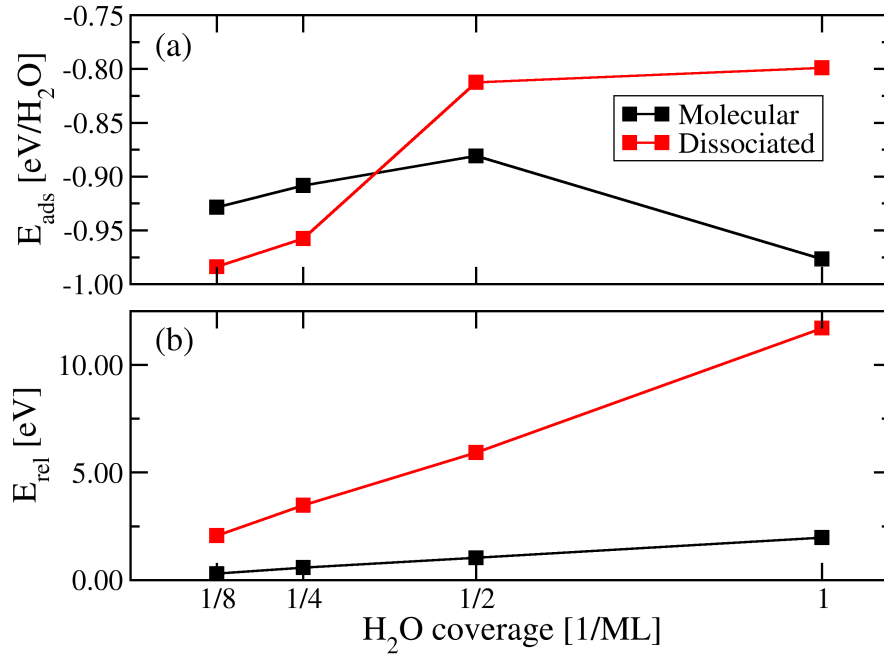 -0.75
(a)
-0.80
-0.85
-0.90
-0.95
-1.00
E_ads [eV/H_2O]
Molecular
Dissociated
(b)
10.00
5.00
0.00
E_rel [eV]
1/8
1/4
1/2
1
H_2O coverage [1/ML]